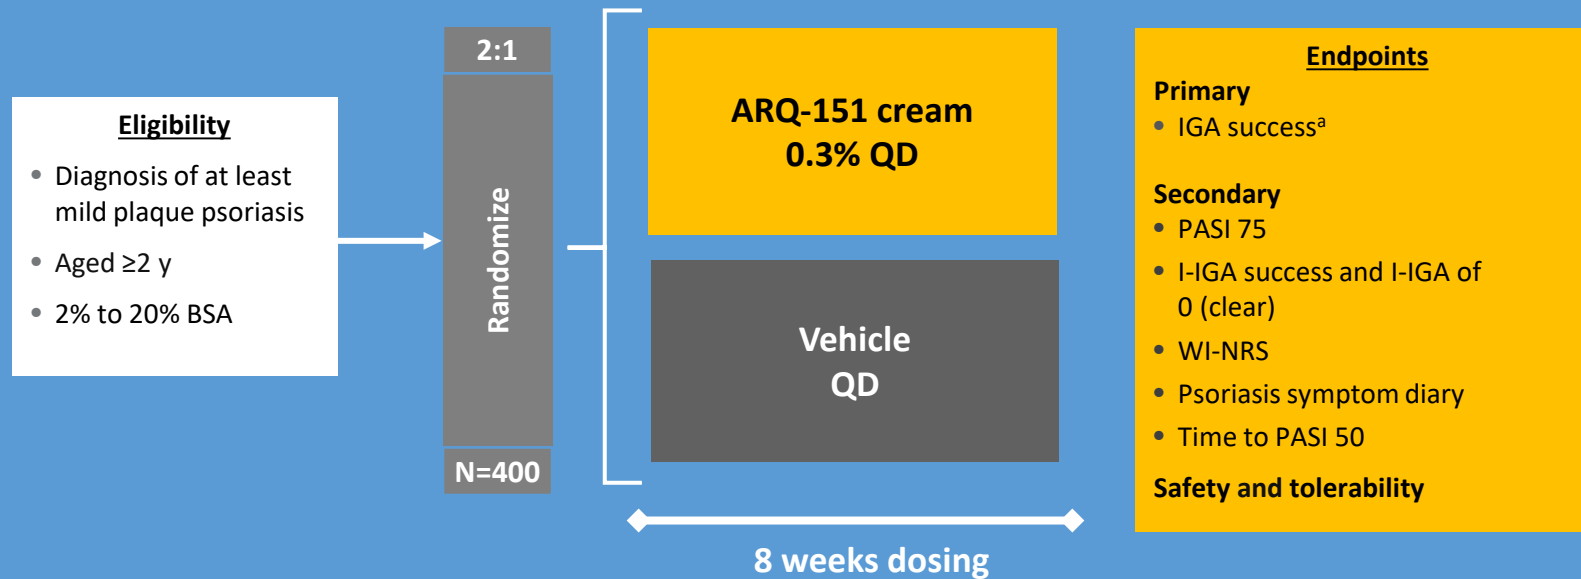 Eligibility
• Diagnosis of at least
mild plaque psoriasis
• Aged ≥2 y
• 2% to 20% BSA
2:1
Randomize
N=400
ARQ-151 cream
0.3% QD
Vehicle
QD
8 weeks dosing
Endpoints
Primary
• IGA successᵃ
Secondary
• PASI 75
• I-IGA success and I-IGA of
0 (clear)
• WI-NRS
• Psoriasis symptom diary
• Time to PASI 50
Safety and tolerability